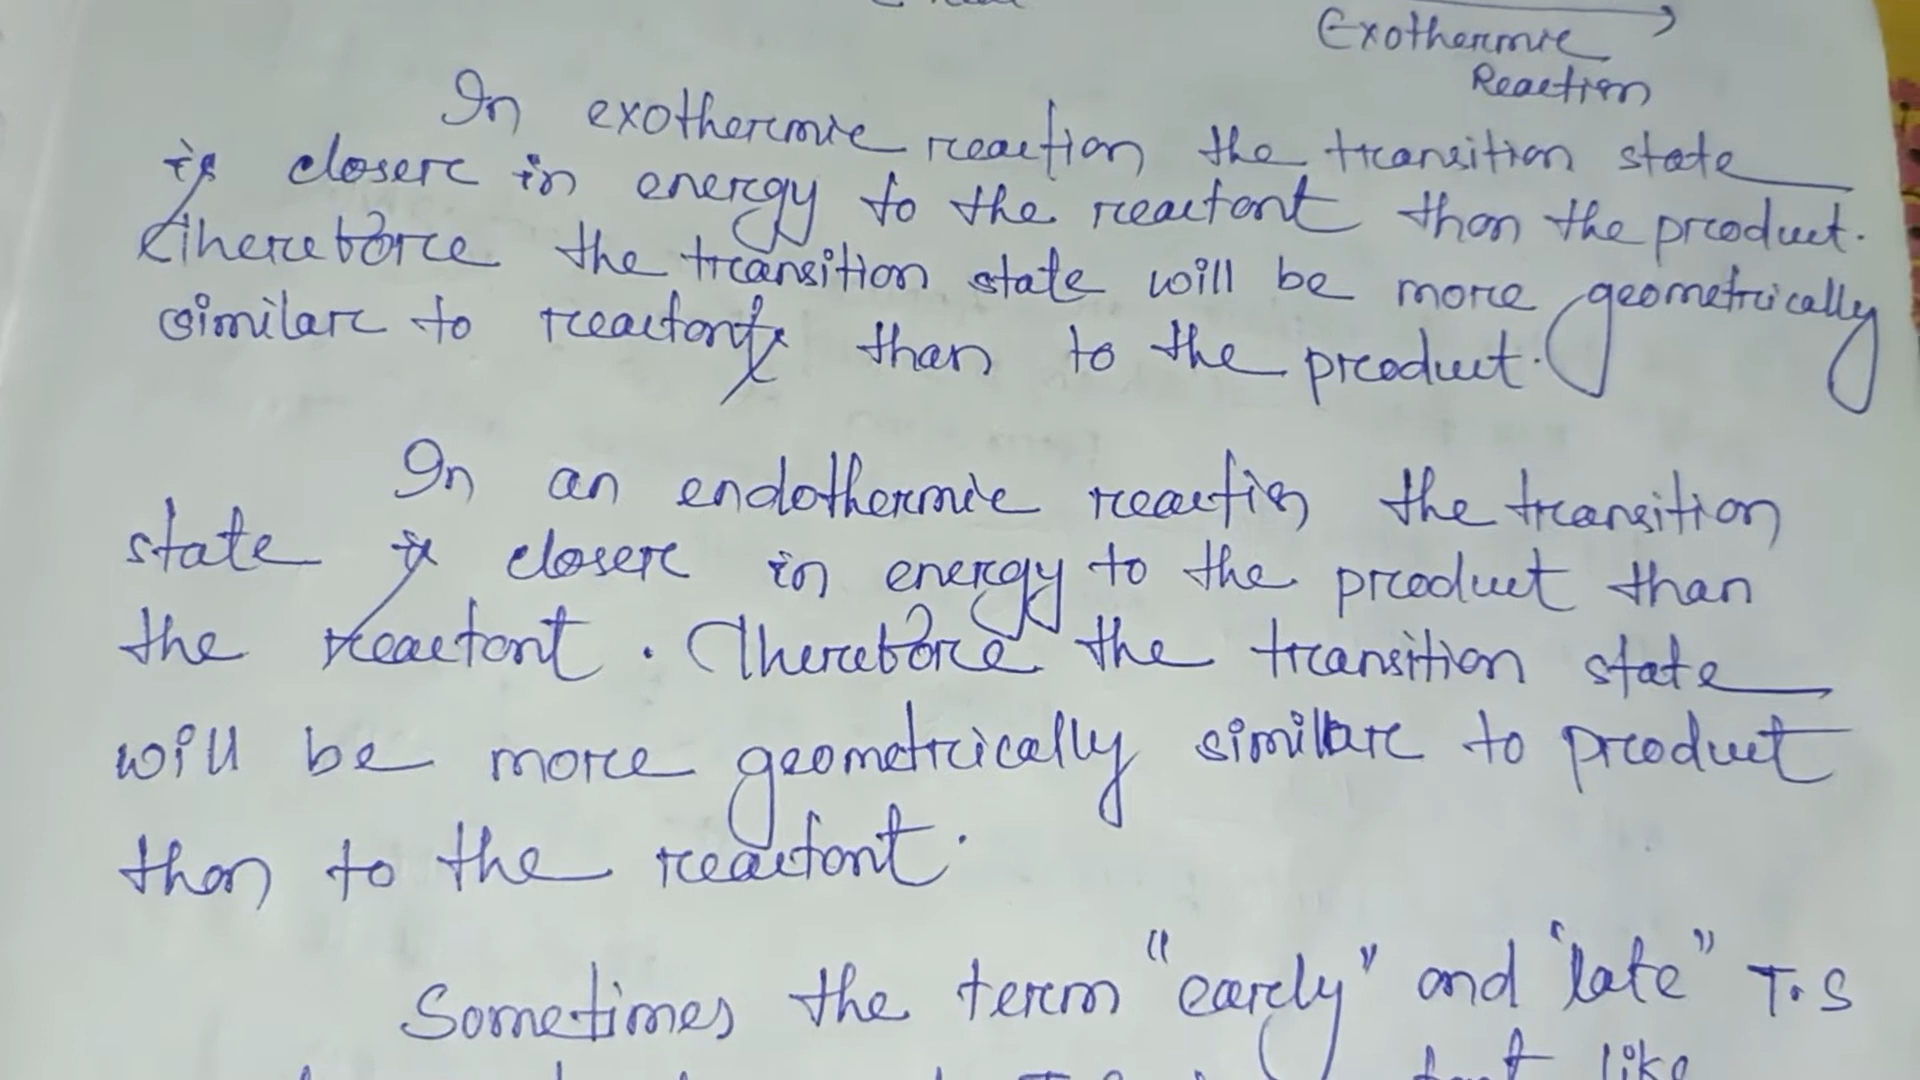 Exothermic
Reaction
In exothermic reaction the transition state
is closer in energy to the reactant than the product.
Therefore the transition state will be more geometrically
similar to reactant than to the product.
In an endothermic reaction the transition
state is closer in energy to the product than
the reactant. Therefore the transition state
will be more geometrically similar to product
than to the reactant.
Sometimes the term "early" and "late" T.S
like